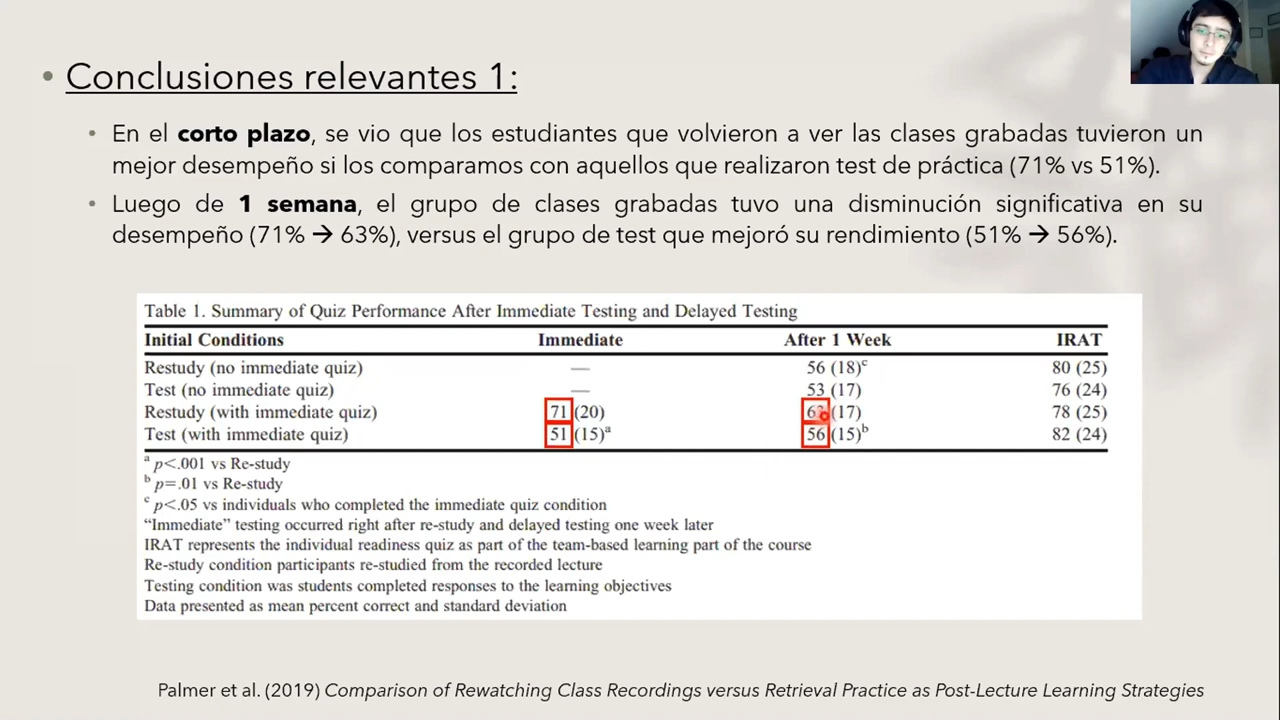 • Conclusiones relevantes 1:
• En el corto plazo, se vio que los estudiantes que volvieron a ver las clases grabadas tuvieron un
mejor desempeño si los comparamos con aquellos que realizaron test de práctica (71% vs 51%).
• Luego de 1 semana, el grupo de clases grabadas tuvo una disminución significativa en su
desempeño (71% → 63%), versus el grupo de test que mejoró su rendimiento (51% → 56%).
Table 1. Summary of Quiz Performance After Immediate Testing and Delayed Testing
Initial Conditions Immediate After 1 Week IRAT
Restudy (no immediate quiz) — 56 (18)c 80 (25)
Test (no immediate quiz) — 53 (17) 76 (24)
Restudy (with immediate quiz) 71 (20) 63 (17) 78 (25)
Test (with immediate quiz) 51 (15)a 56 (15)b 82 (24)
a p<.001 vs Re-study
b p=.01 vs Re-study
c p<.05 vs individuals who completed the immediate quiz condition
“Immediate” testing occurred right after re-study and delayed testing one week later
IRAT represents the individual readiness quiz as part of the team-based learning part of the course
Re-study condition participants re-studied from the recorded lecture
Testing condition was students completed responses to the learning objectives
Data presented as mean percent correct and standard deviation
Palmer et al. (2019) Comparison of Rewatching Class Recordings versus Retrieval Practice as Post-Lecture Learning Strategies